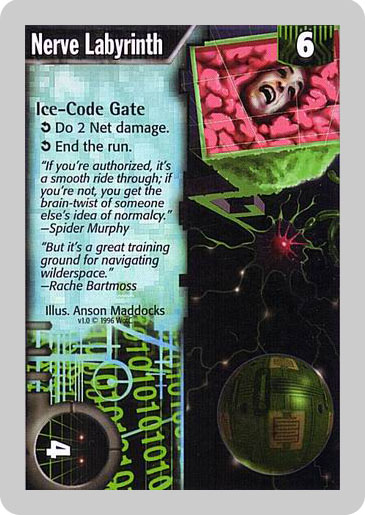 Nerve Labyrinth
6
Ice-Code Gate
Do 2 Net damage.
End the run.
"If you're authorized, it's
a smooth ride through; if
you're not, you get the
brain-twist of someone
else's idea of normalcy."
—Spider Murphy
"But it's a great training
ground for navigating
wilderspace."
—Rache Bartmoss
Illus. Anson Maddocks
v1.0 © 1996
4